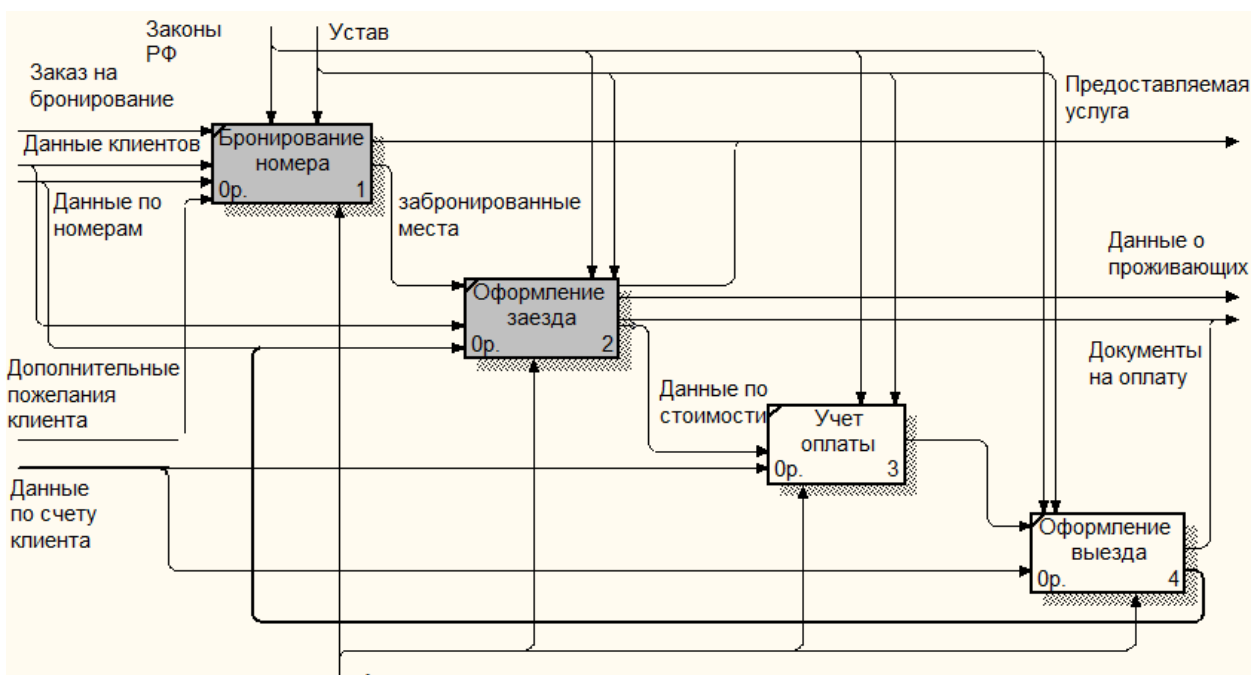 Законы
РФ
Устав
Заказ на
бронирование
Предоставляемая
услуга
Бронирование
номера
0р. 1
Данные клиентов
Данные по
номерам
забронированные
места
Данные о
проживающих
Оформление
заезда
0р. 2
Дополнительные
пожелания
клиента
Документы
на оплату
Данные по
стоимости
Учет
оплаты
0р. 3
Данные
по счету
клиента
Оформление
выезда
0р. 4